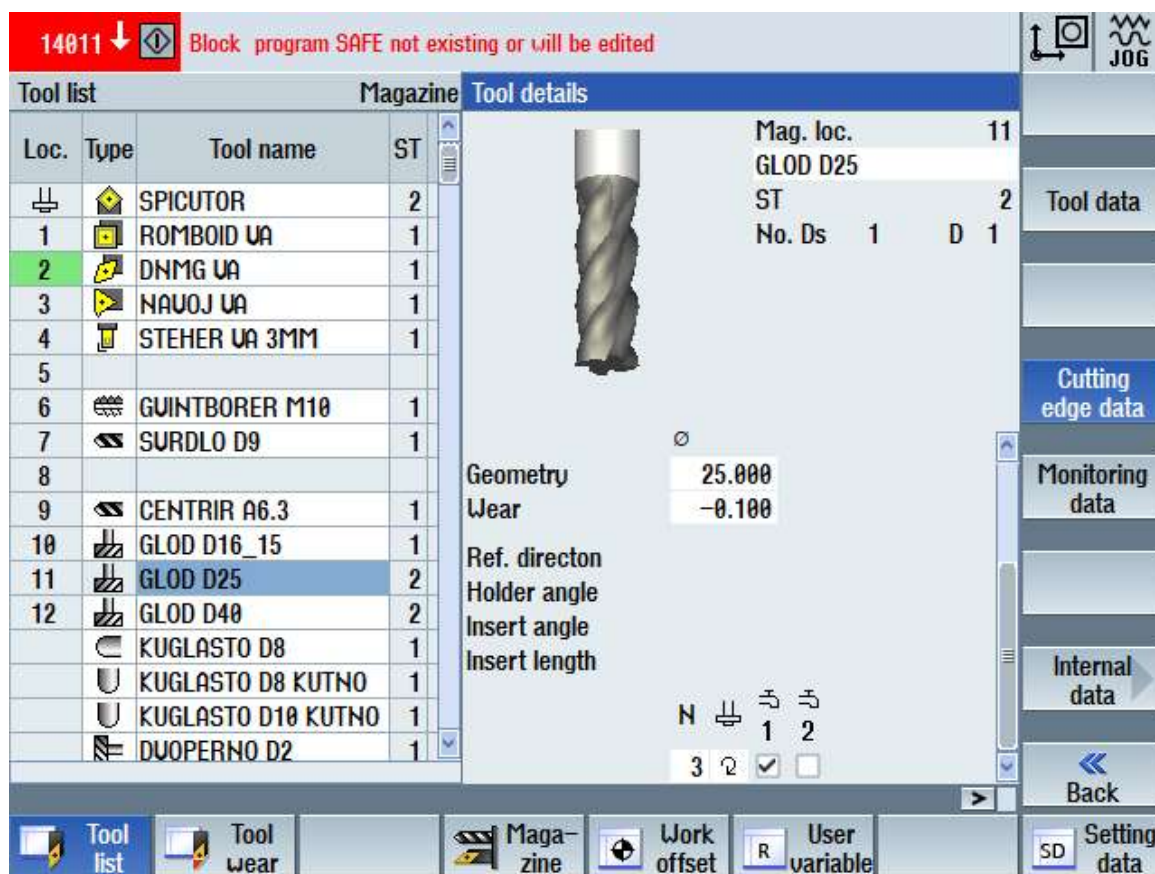 14011 Block program SAFE not existing or will be edited
JOG
Tool list Magazine
Loc. Type Tool name ST
SPICUTOR 2
1 ROMBOID VA 1
2 DNMG VA 1
3 NAVOJ VA 1
4 STEHER VA 3MM 1
5
6 GVINTBORER M10 1
7 SVRDLO D9 1
8
9 CENTRIR A6.3 1
10 GLOD D16_15 1
11 GLOD D25 2
12 GLOD D40 2
KUGLASTO D8 1
KUGLASTO D8 KUTNO 1
KUGLASTO D10 KUTNO 1
DVOPERNO D2 1
Tool details
Mag. loc. 11
GLOD D25
ST 2
No. Ds 1 D 1
Ø
Geometry 25.000
Wear -0.100
Ref. directon
Holder angle
Insert angle
Insert length
N 1 2
3
>
Tool data
Cutting
edge data
Monitoring
data
Internal
data
Back
Tool
list
Tool
wear
Maga-
zine
Work
offset
R User
variable
SD Setting
data